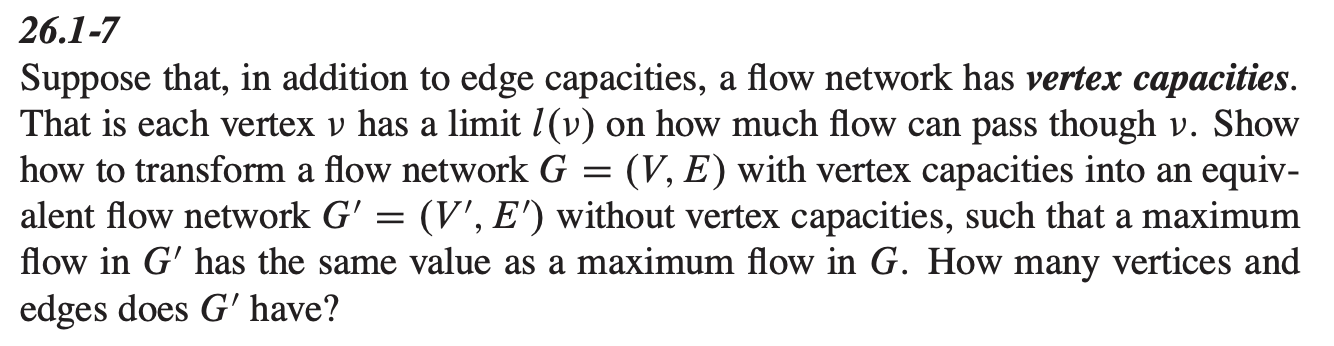 26.1-7
Suppose that, in addition to edge capacities, a flow network has vertex capacities.
That is each vertex v has a limit l(v) on how much flow can pass though v. Show
how to transform a flow network G = (V, E) with vertex capacities into an equiv-
alent flow network G′ = (V′, E′) without vertex capacities, such that a maximum
flow in G′ has the same value as a maximum flow in G. How many vertices and
edges does G′ have?